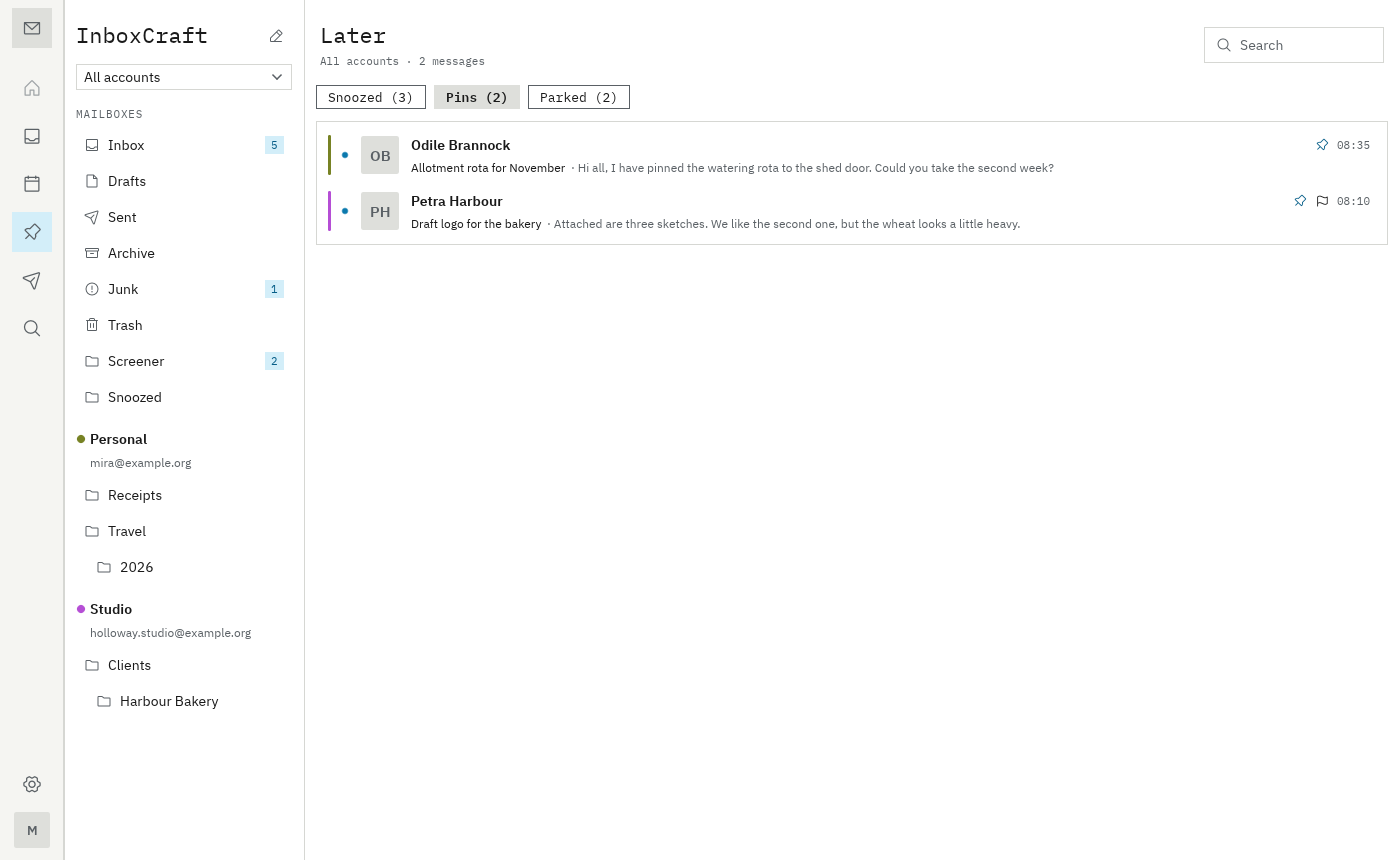 InboxCraft
All accounts
MAILBOXES
Inbox 5
Drafts
Sent
Archive
Junk 1
Trash
Screener 2
Snoozed
Personal
mira@example.org
Receipts
Travel
2026
Studio
holloway.studio@example.org
Clients
Harbour Bakery
M
Later
All accounts · 2 messages
Search
Snoozed (3) Pins (2) Parked (2)
OB Odile Brannock 08:35
Allotment rota for November · Hi all, I have pinned the watering rota to the shed door. Could you take the second week?
PH Petra Harbour 08:10
Draft logo for the bakery · Attached are three sketches. We like the second one, but the wheat looks a little heavy.